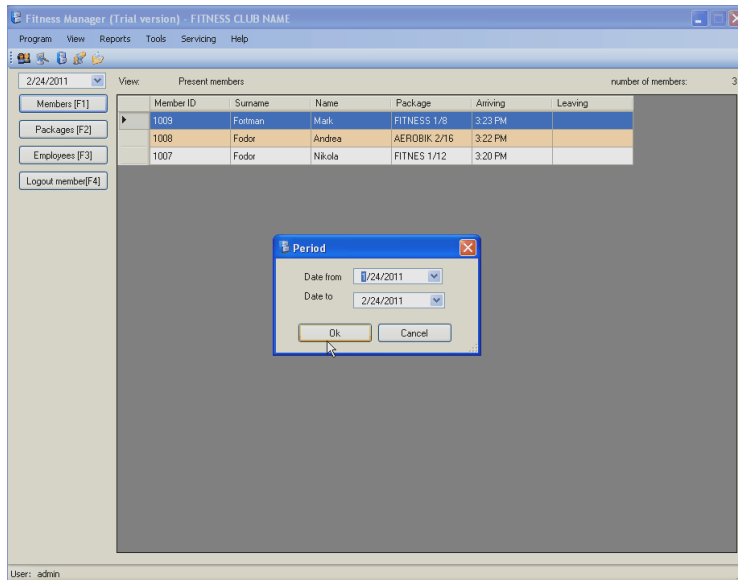 Fitness Manager (Trial version) - FITNESS CLUB NAME
Program View Reports Tools Servicing Help
2/24/2011 View: Present members number of members: 3
Members [F1]
Packages [F2]
Employees [F3]
Logout member[F4]
Member ID Surname Name Package Arriving Leaving
1009 Fortman Mark FITNESS 1/8 3:23 PM
1008 Fodor Andrea AEROBIK 2/16 3:22 PM
1007 Fodor Nikola FITNES 1/12 3:20 PM
Period
Date from 1/24/2011
Date to 2/24/2011
Ok Cancel
User: admin